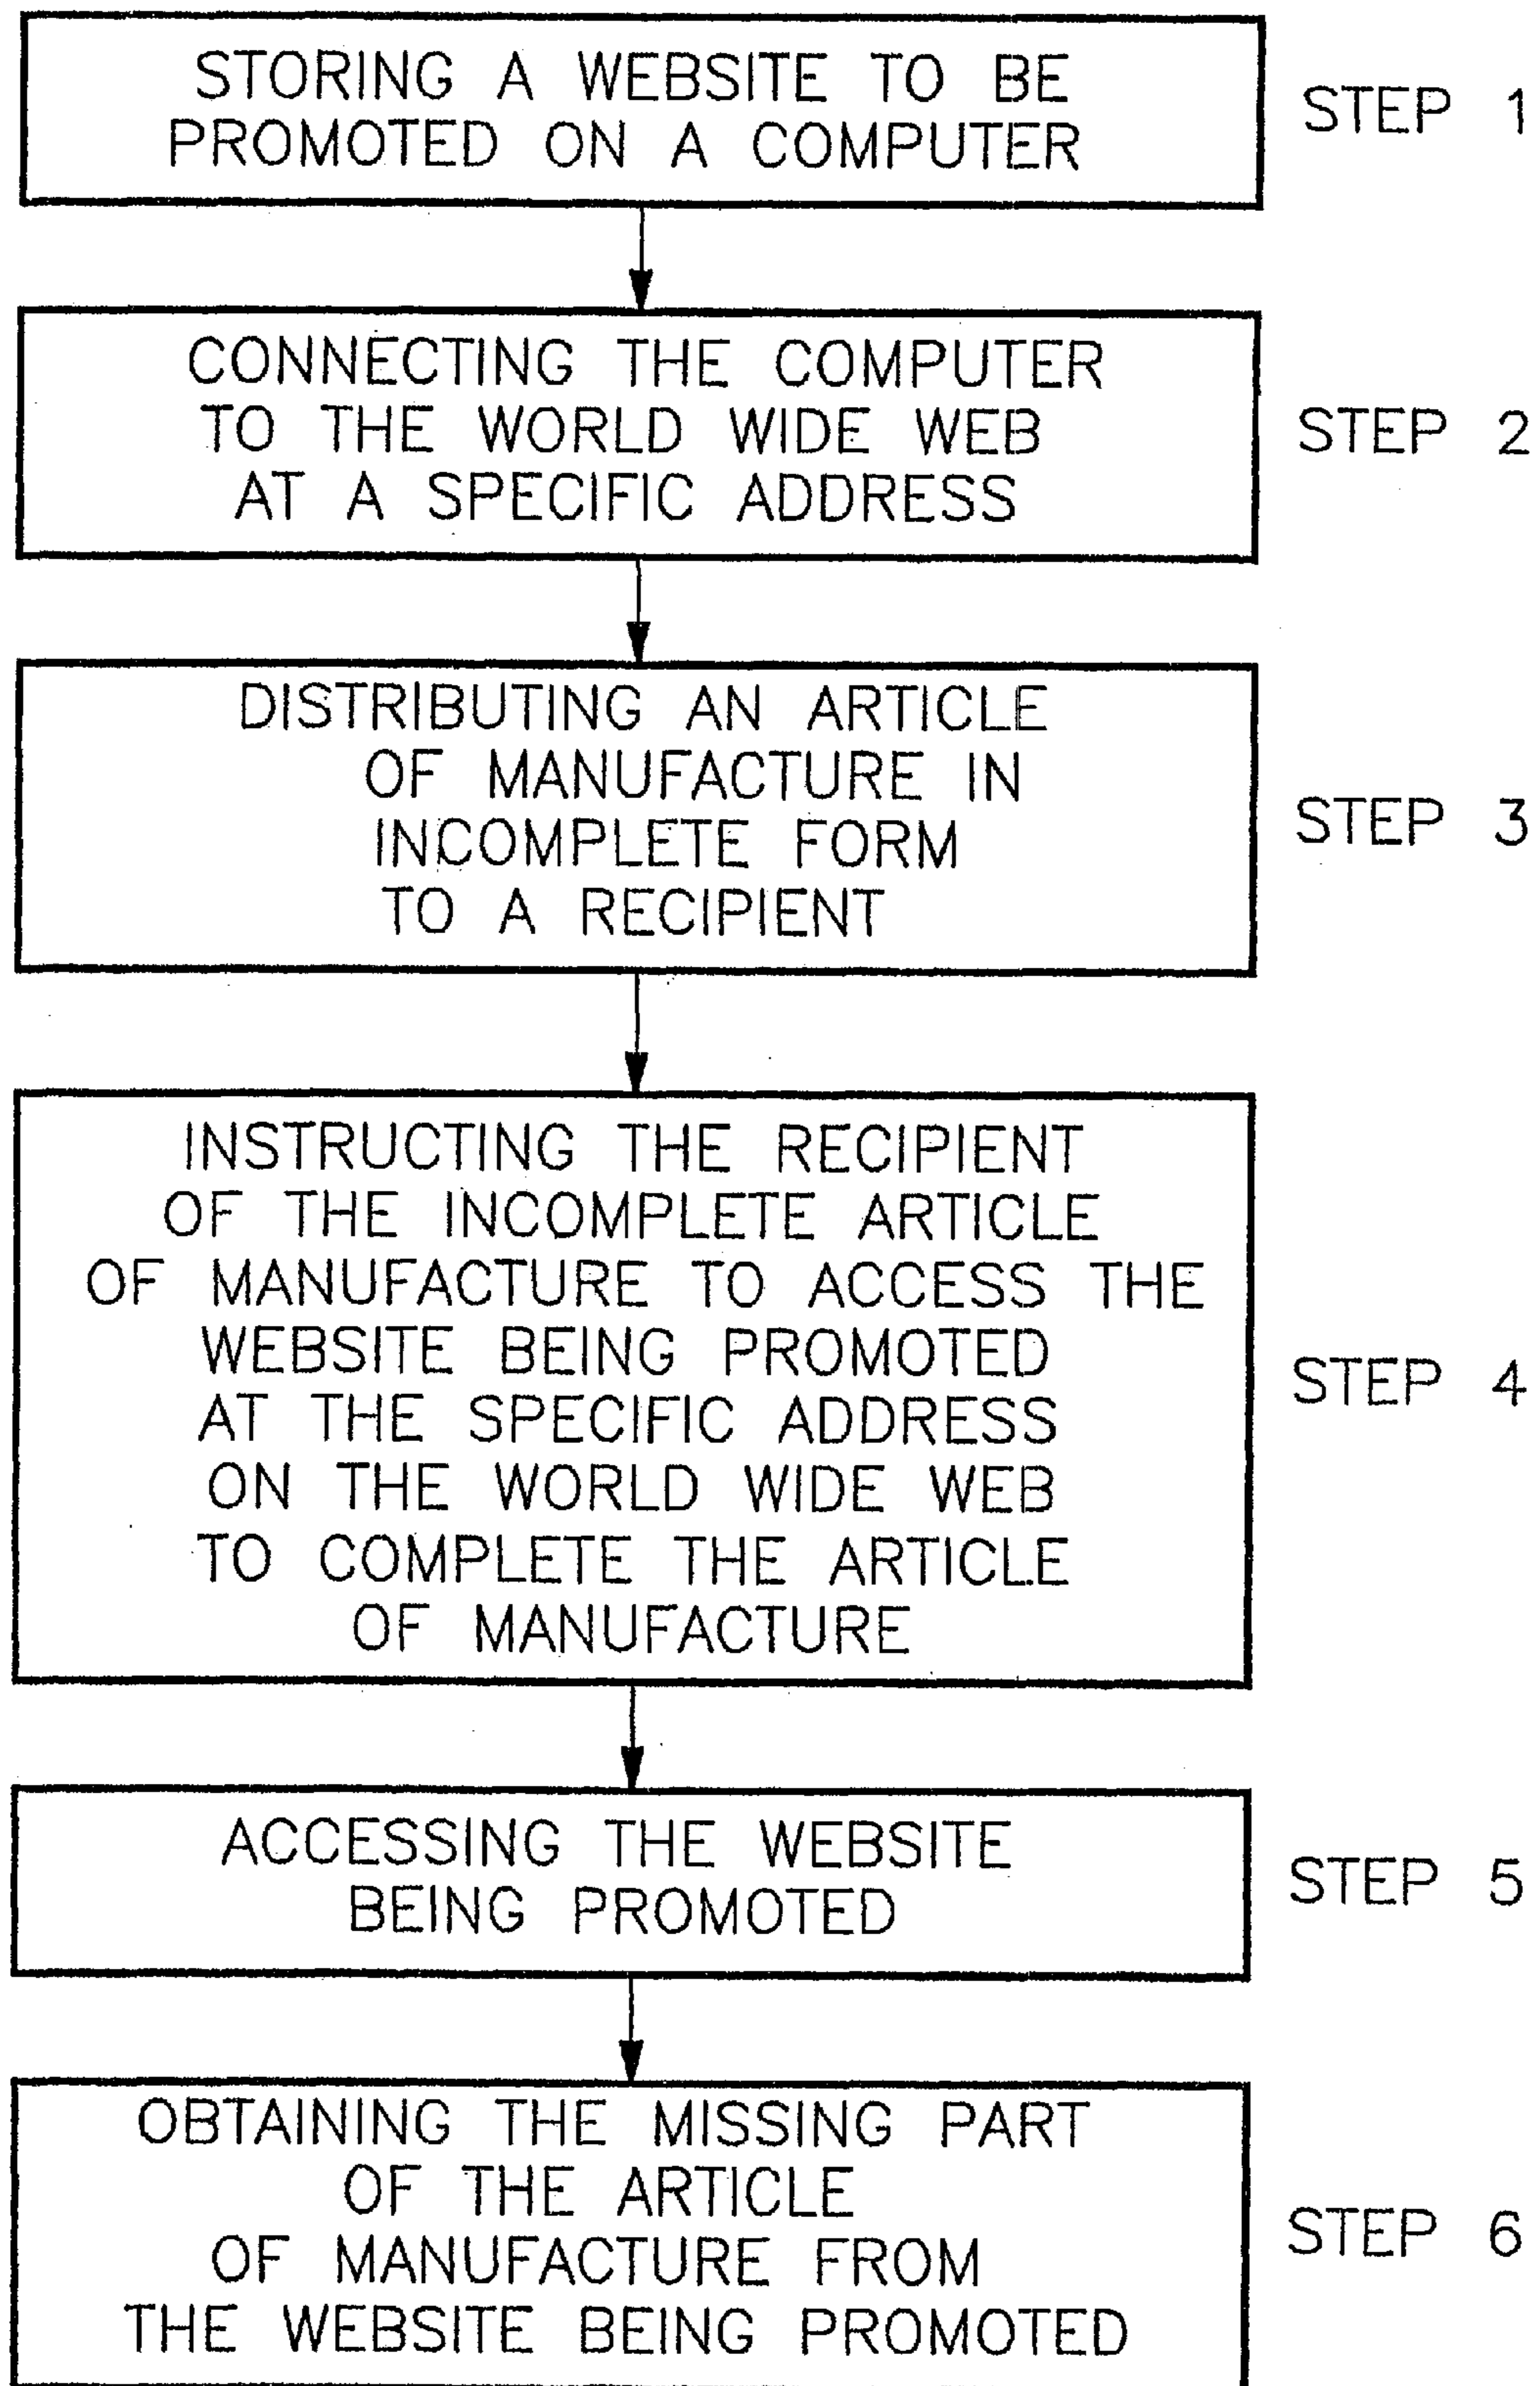 STORING A WEBSITE TO BE
PROMOTED ON A COMPUTER
STEP 1
CONNECTING THE COMPUTER
TO THE WORLD WIDE WEB
AT A SPECIFIC ADDRESS
STEP 2
DISTRIBUTING AN ARTICLE
OF MANUFACTURE IN
INCOMPLETE FORM
TO A RECIPIENT
STEP 3
INSTRUCTING THE RECIPIENT
OF THE INCOMPLETE ARTICLE
OF MANUFACTURE TO ACCESS THE
WEBSITE BEING PROMOTED
AT THE SPECIFIC ADDRESS
ON THE WORLD WIDE WEB
TO COMPLETE THE ARTICLE
OF MANUFACTURE
STEP 4
ACCESSING THE WEBSITE
BEING PROMOTED
STEP 5
OBTAINING THE MISSING PART
OF THE ARTICLE
OF MANUFACTURE FROM
THE WEBSITE BEING PROMOTED
STEP 6